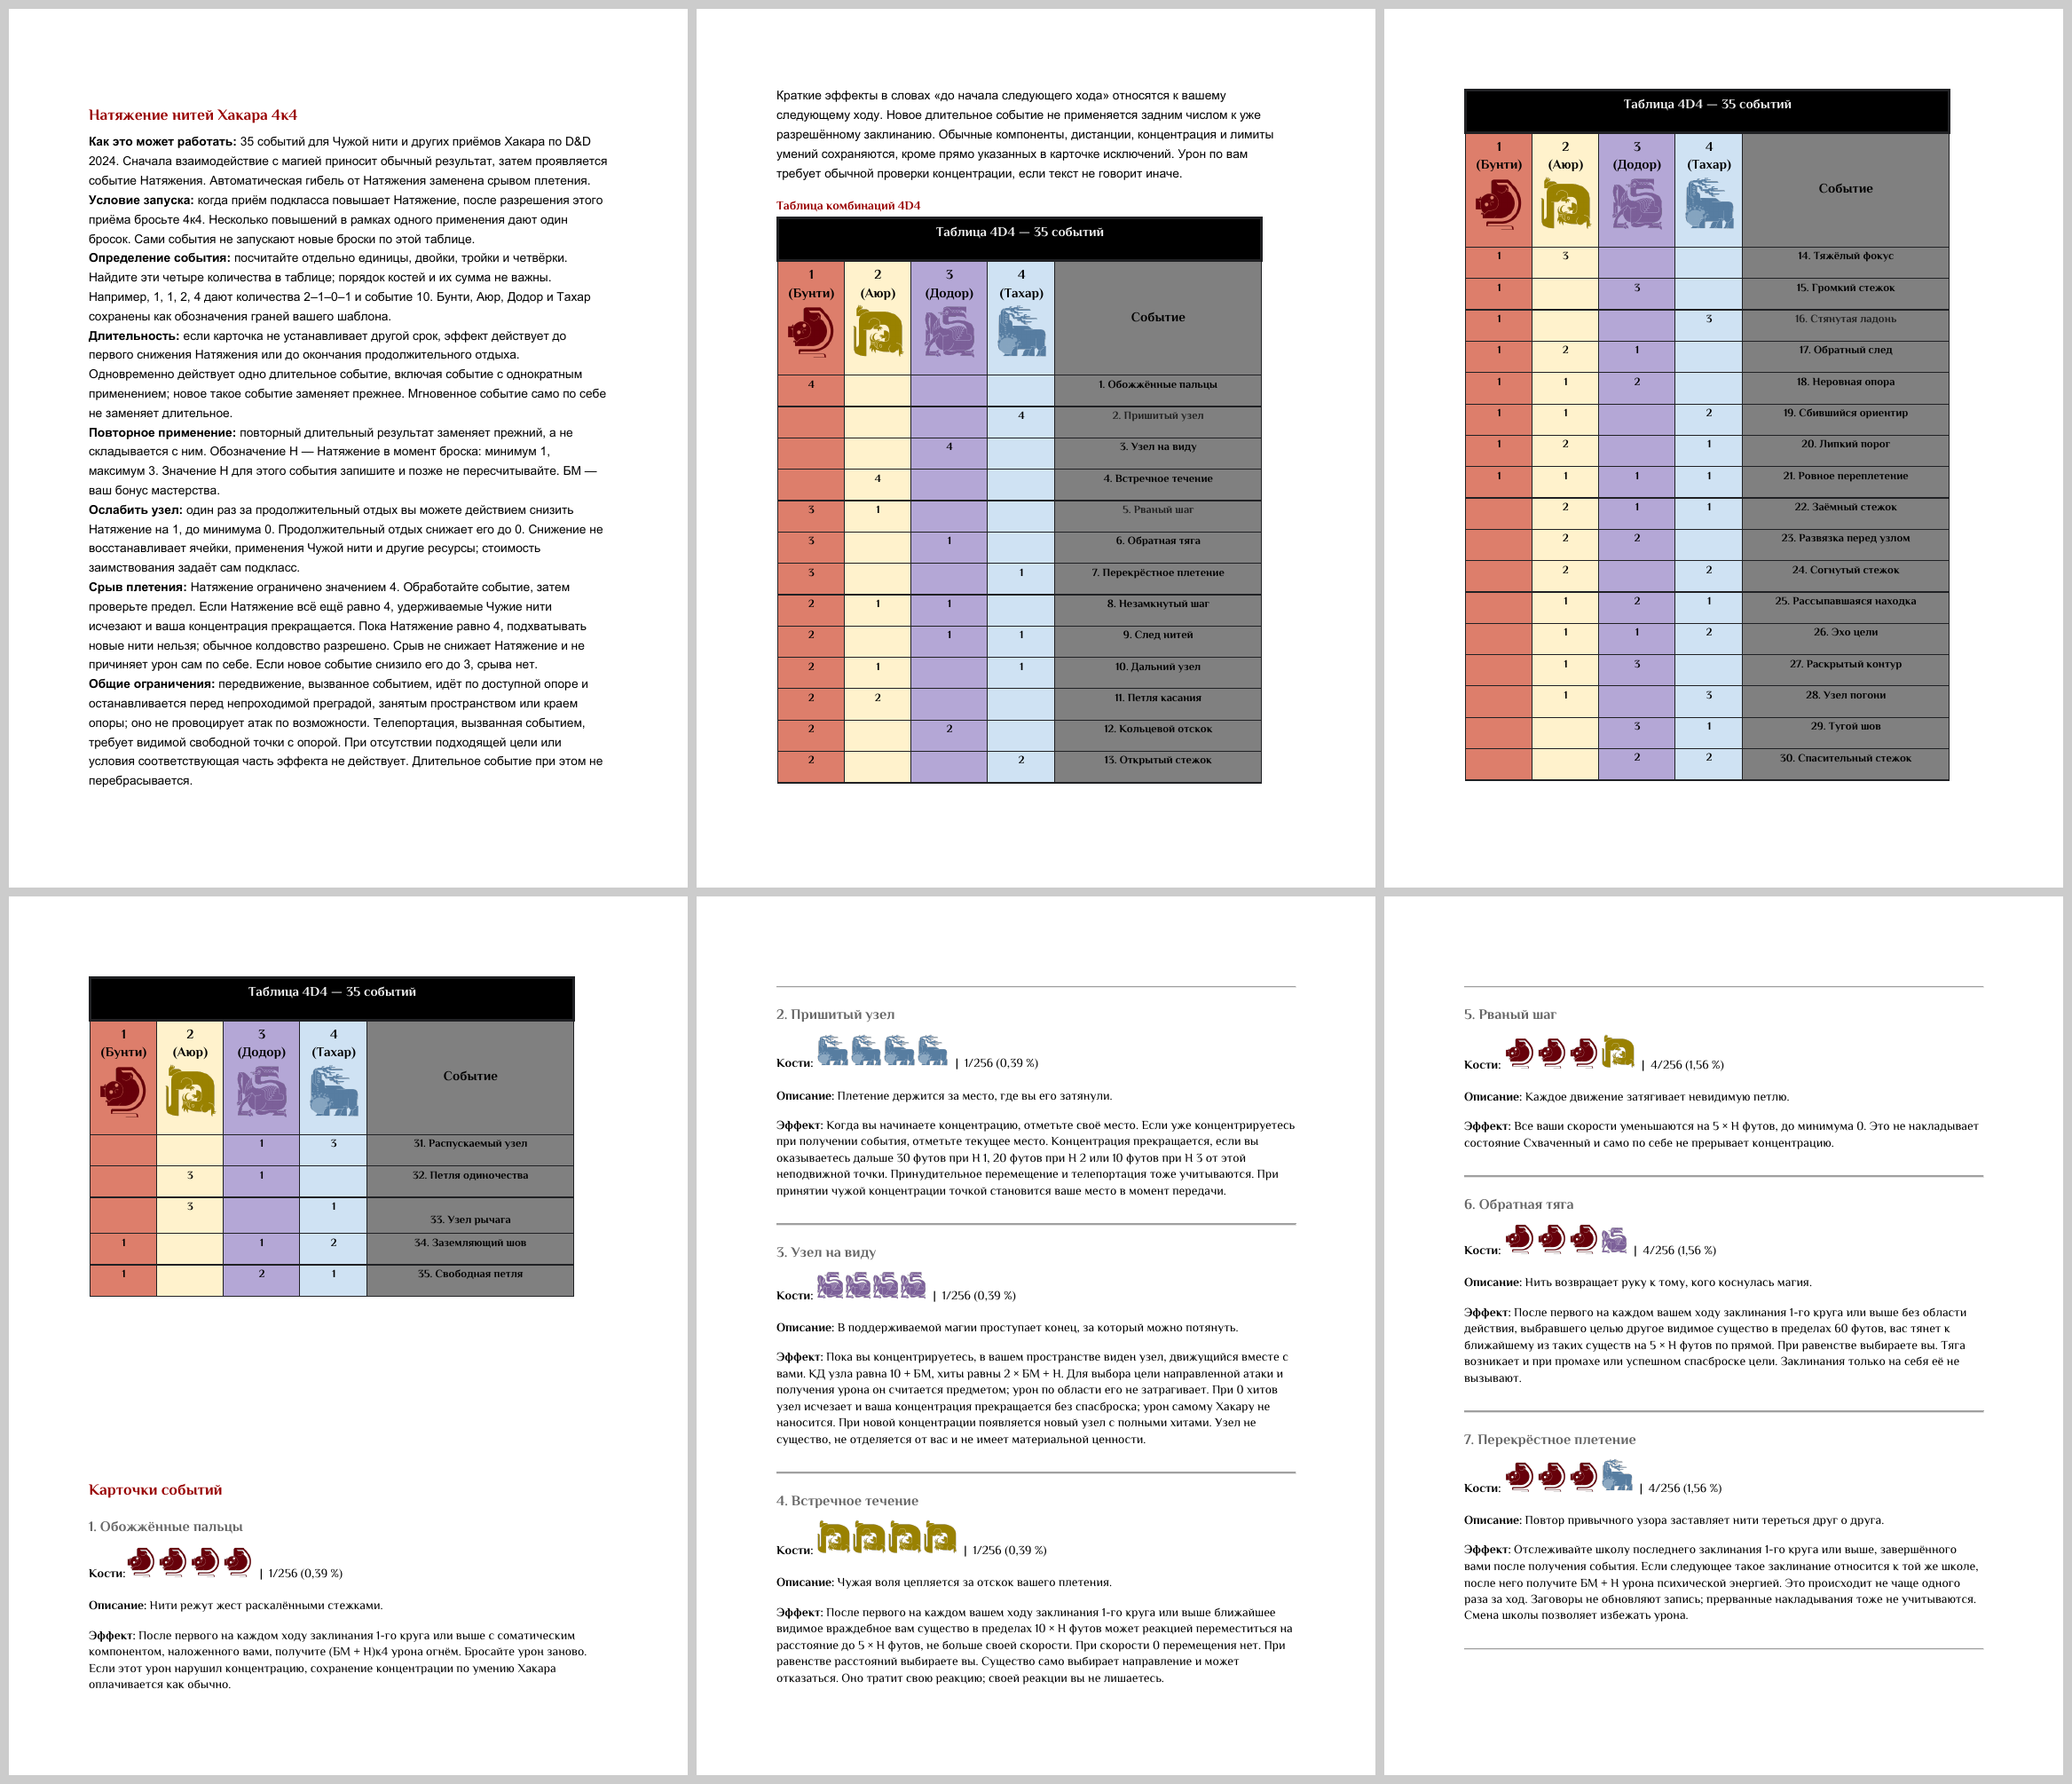 Натяжение нитей Хакара 4к4
Как это может работать: 35 событий для Чужой нити и других приёмов Хакара по D&D
2024. Сначала взаимодействие с магией приносит обычный результат, затем проявляется
событие Натяжения. Автоматическая гибель от Натяжения заменена срывом плетения.
Условие запуска: когда приём подкласса повышает Натяжение, после разрешения этого
приёма бросьте 4к4. Несколько повышений в рамках одного применения дают один
бросок. Сами события не запускают новые броски по этой таблице.
Определение события: посчитайте отдельно единицы, двойки, тройки и четвёрки.
Найдите эти четыре количества в таблице; порядок костей и их сумма не важны.
Например, 1, 1, 2, 4 дают количества 2–1–0–1 и событие 10. Бунти, Аюр, Додор и Тахар
сохранены как обозначения граней вашего шаблона.
Длительность: если карточка не устанавливает другой срок, эффект действует до
первого снижения Натяжения или до окончания продолжительного отдыха.
Одновременно действует одно длительное событие, включая событие с однократным
применением; новое такое событие заменяет прежнее. Мгновенное событие само по себе
не заменяет длительное.
Повторное применение: повторный длительный результат заменяет прежний, а не
складывается с ним. Обозначение Н — Натяжение в момент броска: минимум 1,
максимум 3. Значение Н для этого события запишите и позже не пересчитывайте. БМ —
ваш бонус мастерства.
Ослабить узел: один раз за продолжительный отдых вы можете действием снизить
Натяжение на 1, до минимума 0. Продолжительный отдых снижает его до 0. Снижение не
восстанавливает ячейки, применения Чужой нити и другие ресурсы; стоимость
заимствования задаёт сам подкласс.
Срыв плетения: Натяжение ограничено значением 4. Обработайте событие, затем
проверьте предел. Если Натяжение всё ещё равно 4, удерживаемые Чужие нити
исчезают и ваша концентрация прекращается. Пока Натяжение равно 4, подхватывать
новые нити нельзя; обычное колдовство разрешено. Срыв не снижает Натяжение и не
причиняет урон сам по себе. Если новое событие снизило его до 3, срыва нет.
Общие ограничения: передвижение, вызванное событием, идёт по доступной опоре и
останавливается перед непроходимой преградой, занятым пространством или краем
опоры; оно не провоцирует атак по возможности. Телепортация, вызванная событием,
требует видимой свободной точки с опорой. При отсутствии подходящей цели или
условия соответствующая часть эффекта не действует. Длительное событие при этом не
перебрасывается.
Краткие эффекты в словах «до начала следующего хода» относятся к вашему
следующему ходу. Новое длительное событие не применяется задним числом к уже
разрешённому заклинанию. Обычные компоненты, дистанции, концентрация и лимиты
умений сохраняются, кроме прямо указанных в карточке исключений. Урон по вам
требует обычной проверки концентрации, если текст не говорит иначе.
Таблица комбинаций 4D4
Таблица 4D4 — 35 событий
1 2 3 4
(Бунти) (Аюр) (Додор) (Тахар)
Событие
4 1. Обожжённые пальцы
4 2. Пришитый узел
4 3. Узел на виду
4 4. Встречное течение
3 1 5. Рваный шаг
3 1 6. Обратная тяга
3 1 7. Перекрёстное плетение
2 1 1 8. Незамкнутый шаг
2 1 1 9. След нитей
2 1 1 10. Дальний узел
2 2 11. Петля касания
2 2 12. Кольцевой отскок
2 2 13. Открытый стежок
Таблица 4D4 — 35 событий
1 2 3 4
(Бунти) (Аюр) (Додор) (Тахар)
Событие
1 3 14. Тяжёлый фокус
1 3 15. Громкий стежок
1 3 16. Стянутая ладонь
1 2 1 17. Обратный след
1 1 2 18. Неровная опора
1 1 2 19. Сбившийся ориентир
1 2 1 20. Липкий порог
1 1 1 1 21. Ровное переплетение
2 1 1 22. Заёмный стежок
2 2 23. Развязка перед узлом
2 2 24. Согнутый стежок
1 2 1 25. Рассыпавшаяся находка
1 1 2 26. Эхо цели
1 3 27. Раскрытый контур
1 3 28. Узел погони
3 1 29. Тугой шов
2 2 30. Спасительный стежок
Таблица 4D4 — 35 событий
1 2 3 4
(Бунти) (Аюр) (Додор) (Тахар)
Событие
1 3 31. Распускаемый узел
3 1 32. Петля одиночества
3 1 33. Узел рычага
1 1 2 34. Заземляющий шов
1 2 1 35. Свободная петля
Карточки событий
1. Обожжённые пальцы
Кости: | 1/256 (0,39 %)
Описание: Нити режут жест раскалёнными стежками.
Эффект: После первого на каждом ходу заклинания 1-го круга или выше с соматическим
компонентом, наложенного вами, получите (БМ + Н)к4 урона огнём. Бросайте урон заново.
Если этот урон нарушил концентрацию, сохранение концентрации по умению Хакара
оплачивается как обычно.
2. Пришитый узел
Кости: | 1/256 (0,39 %)
Описание: Плетение держится за место, где вы его затянули.
Эффект: Когда вы начинаете концентрацию, отметьте своё место. Если уже концентрируетесь
при получении события, отметьте текущее место. Концентрация прекращается, если вы
оказываетесь дальше 30 футов при Н 1, 20 футов при Н 2 или 10 футов при Н 3 от этой
неподвижной точки. Принудительное перемещение и телепортация тоже учитываются. При
принятии чужой концентрации точкой становится ваше место в момент передачи.
3. Узел на виду
Кости: | 1/256 (0,39 %)
Описание: В поддерживаемой магии проступает конец, за который можно потянуть.
Эффект: Пока вы концентрируетесь, в вашем пространстве виден узел, движущийся вместе с
вами. КД узла равна 10 + БМ, хиты равны 2 × БМ + Н. Для выбора цели направленной атаки и
получения урона он считается предметом; урон по области его не затрагивает. При 0 хитов
узел исчезает и ваша концентрация прекращается без спасброска; урон самому Хакару не
наносится. При новой концентрации появляется новый узел с полными хитами. Узел не
существо, не отделяется от вас и не имеет материальной ценности.
4. Встречное течение
Кости: | 1/256 (0,39 %)
Описание: Чужая воля цепляется за отскок вашего плетения.
Эффект: После первого на каждом вашем ходу заклинания 1-го круга или выше ближайшее
видимое враждебное вам существо в пределах 10 × Н футов может реакцией переместиться на
расстояние до 5 × Н футов, не больше своей скорости. При скорости 0 перемещения нет. При
равенстве расстояний выбираете вы. Существо само выбирает направление и может
отказаться. Оно тратит свою реакцию; своей реакции вы не лишаетесь.
5. Рваный шаг
Кости: | 4/256 (1,56 %)
Описание: Каждое движение затягивает невидимую петлю.
Эффект: Все ваши скорости уменьшаются на 5 × Н футов, до минимума 0. Это не накладывает
состояние Схваченный и само по себе не прерывает концентрацию.
6. Обратная тяга
Кости: | 4/256 (1,56 %)
Описание: Нить возвращает руку к тому, кого коснулась магия.
Эффект: После первого на каждом вашем ходу заклинания 1-го круга или выше без области
действия, выбравшего целью другое видимое существо в пределах 60 футов, вас тянет к
ближайшему из таких существ на 5 × Н футов по прямой. При равенстве выбираете вы. Тяга
возникает и при промахе или успешном спасброске цели. Заклинания только на себя её не
вызывают.
7. Перекрёстное плетение
Кости: | 4/256 (1,56 %)
Описание: Повтор привычного узора заставляет нити тереться друг о друга.
Эффект: Отслеживайте школу последнего заклинания 1-го круга или выше, завершённого
вами после получения события. Если следующее такое заклинание относится к той же школе,
после него получите БМ + Н урона психической энергией. Это происходит не чаще одного
раза за ход. Заговоры не обновляют запись; прерванные накладывания тоже не учитываются.
Смена школы позволяет избежать урона.